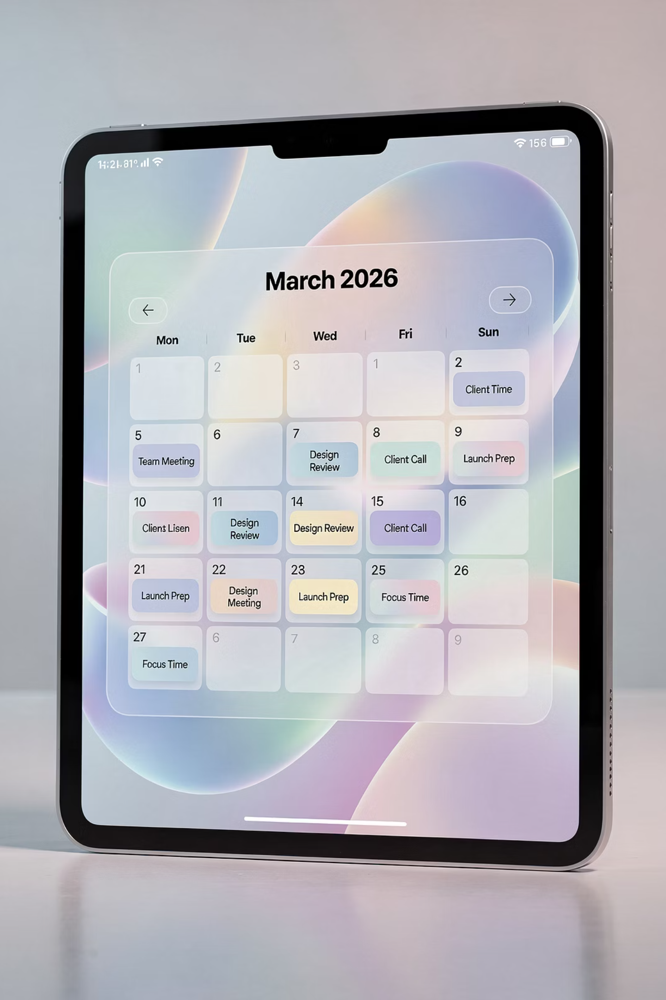 156
March 2026
←
→
Mon Tue Wed Fri Sun
1 2 3 1 2
Client Time
5 6 7 8 9
Team Meeting
Design
Review
Client Call
Launch Prep
10 11 14 15 16
Client Lisen
Design
Review
Design Review
Client Call
21 22 23 25 26
Launch Prep
Design
Meeting
Launch Prep
Focus Time
27 6 7 8 9
Focus Time